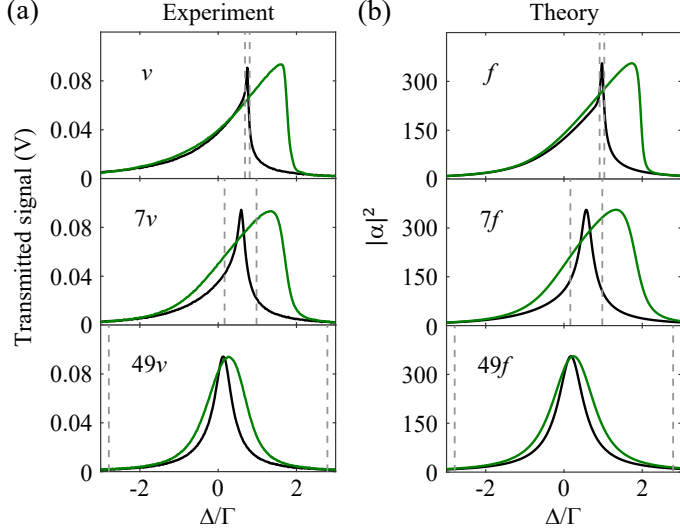 (a) Experiment
(b) Theory
Transmitted signal (V)
0.08
0.04
0
v
0.08
0.04
0
7v
0.08
0.04
0
49v
-2 0 2
Δ/Γ
|α|²
300
150
0
f
300
150
0
7f
300
150
0
49f
-2 0 2
Δ/Γ